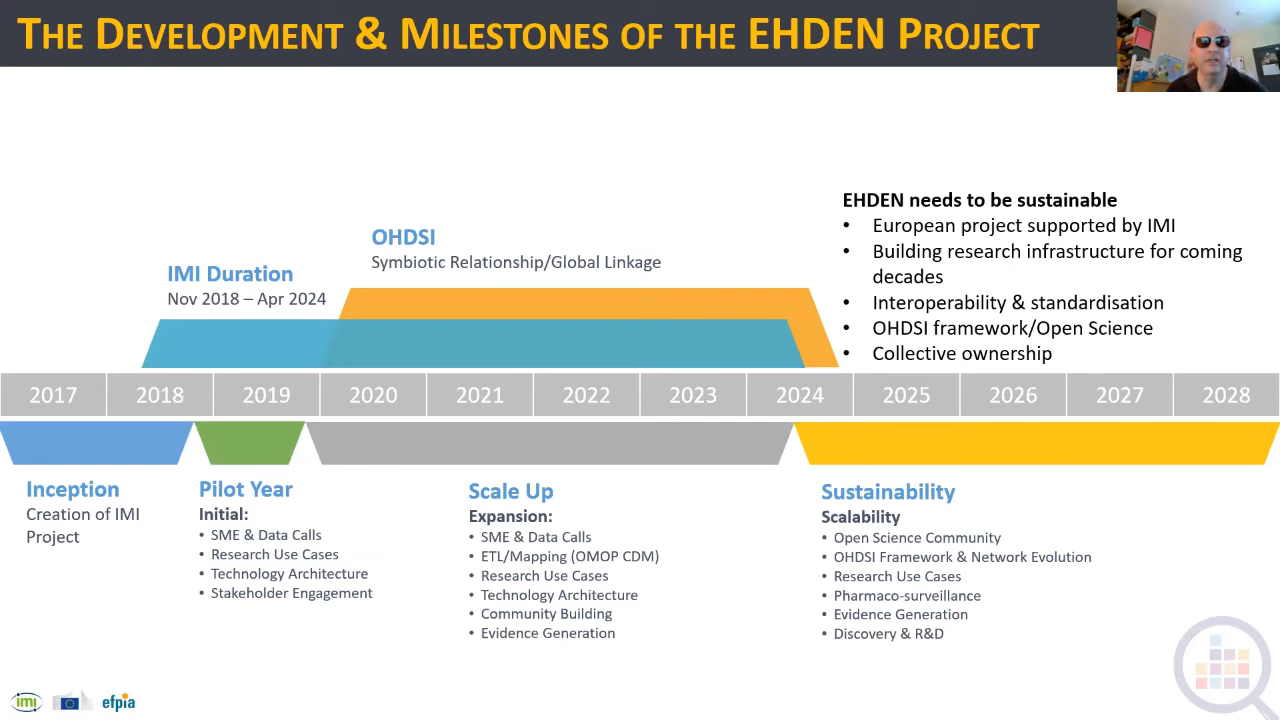 THE DEVELOPMENT & MILESTONES OF THE EHDEN PROJECT
EHDEN needs to be sustainable
• European project supported by IMI
• Building research infrastructure for coming
decades
• Interoperability & standardisation
• OHDSI framework/Open Science
• Collective ownership
OHDSI
Symbiotic Relationship/Global Linkage
IMI Duration
Nov 2018 – Apr 2024
2017 2018 2019 2020 2021 2022 2023 2024 2025 2026 2027 2028
Inception
Creation of IMI
Project
Pilot Year
Initial:
• SME & Data Calls
• Research Use Cases
• Technology Architecture
• Stakeholder Engagement
Scale Up
Expansion:
• SME & Data Calls
• ETL/Mapping (OMOP CDM)
• Research Use Cases
• Technology Architecture
• Community Building
• Evidence Generation
Sustainability
Scalability
• Open Science Community
• OHDSI Framework & Network Evolution
• Research Use Cases
• Pharmaco-surveillance
• Evidence Generation
• Discovery & R&D
imi
efpia